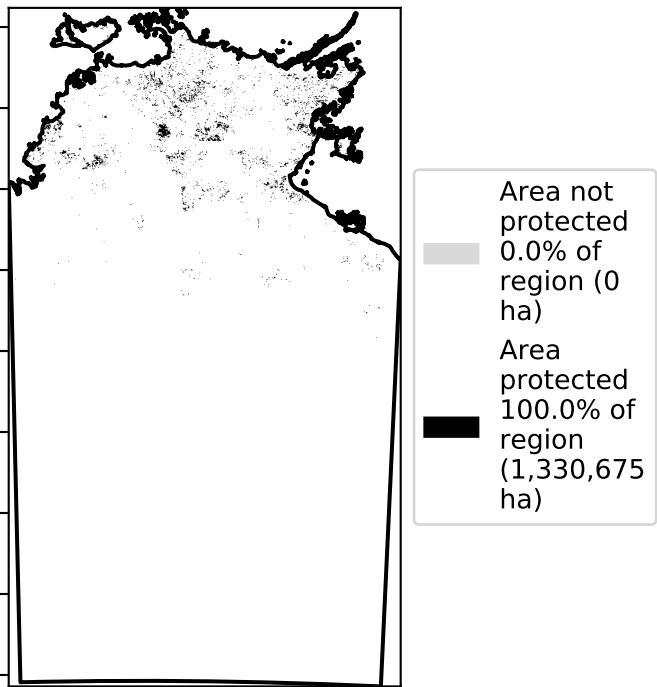 Area not
protected
0.0% of
region (0
ha)
Area
protected
100.0% of
region
(1,330,675
ha)